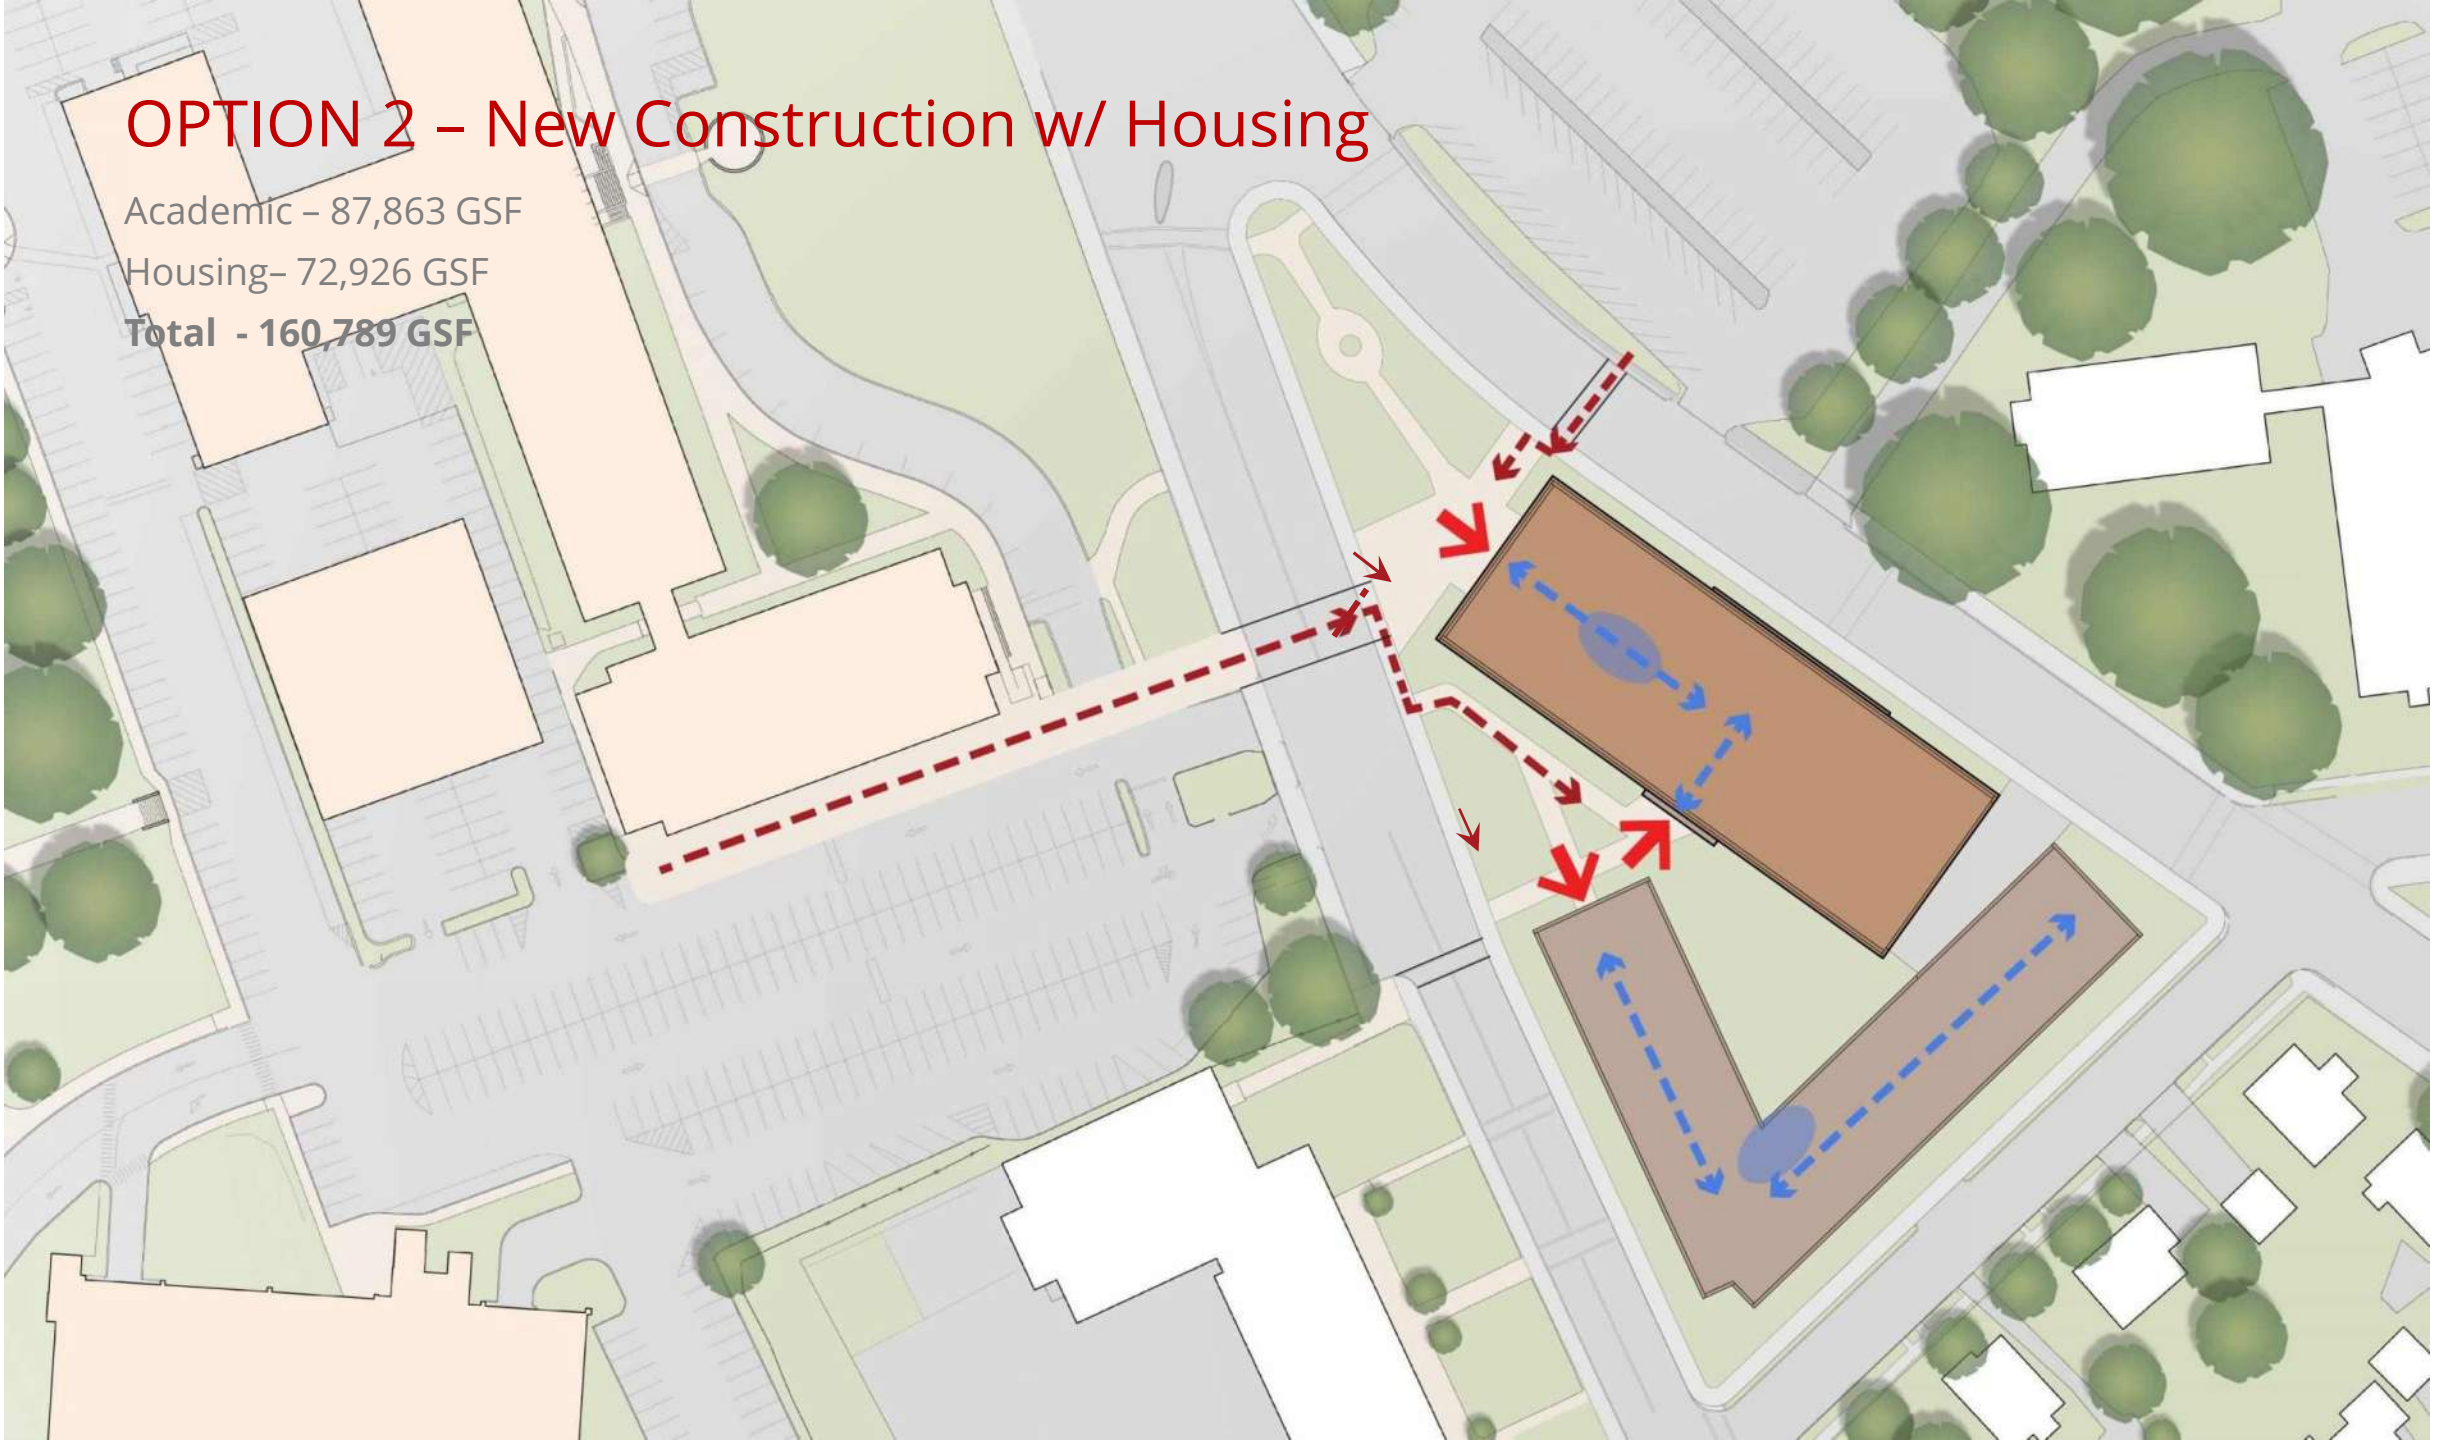 OPTION 2 – New Construction w/ Housing
Academic – 87,863 GSF
Housing– 72,926 GSF
Total - 160,789 GSF